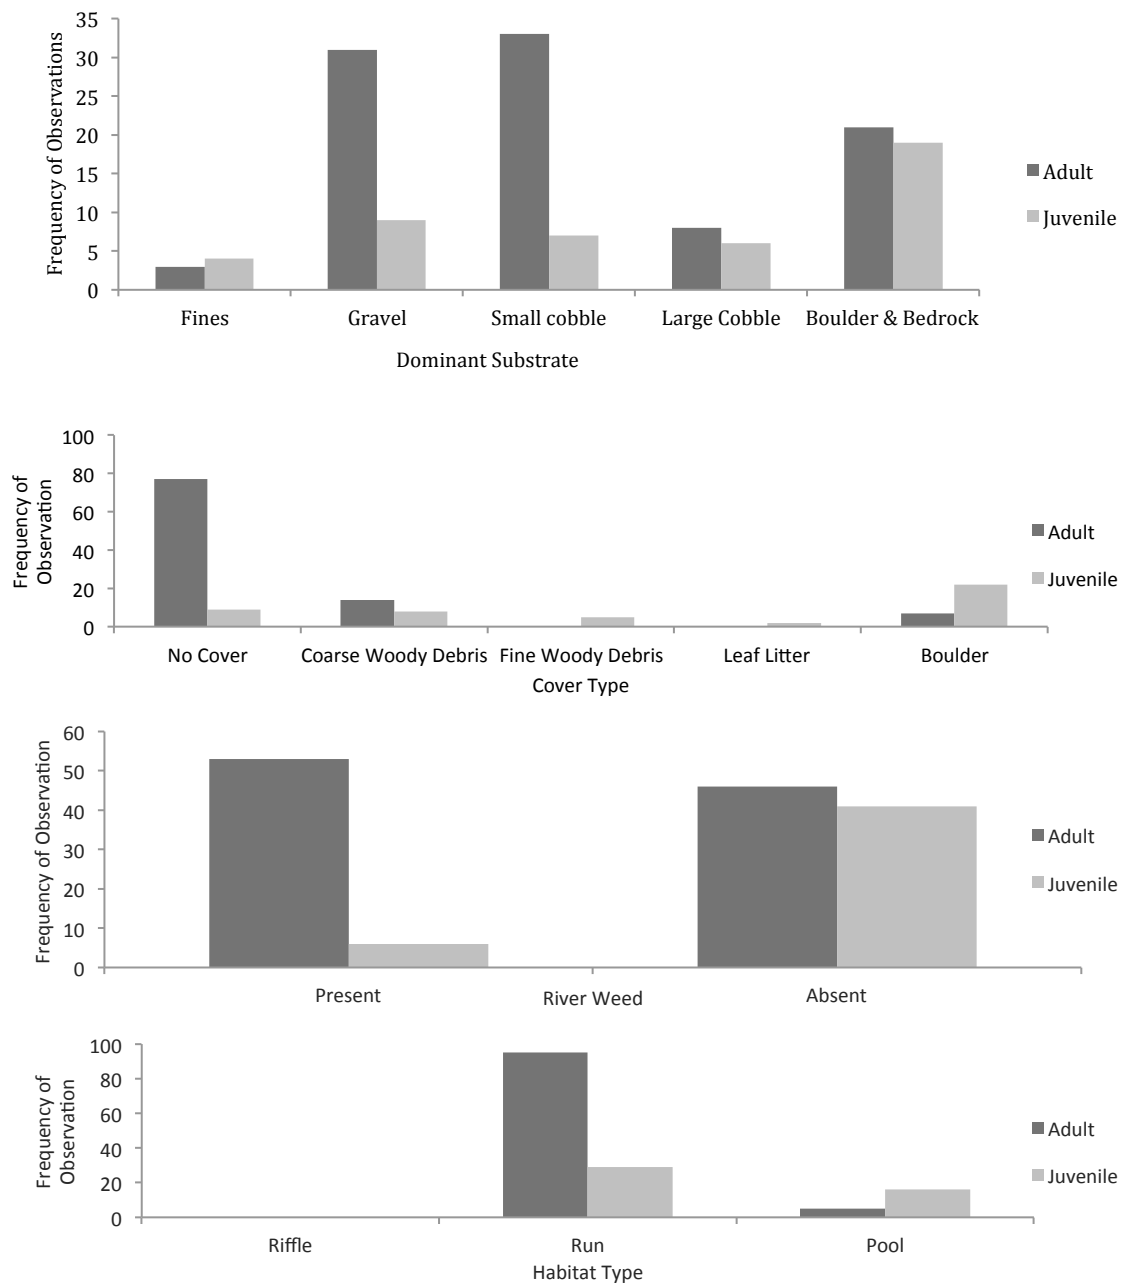 Frequency of Observations
35
30
25
20
15
10
5
0
Fines Gravel Small cobble Large Cobble Boulder & Bedrock
Dominant Substrate
Adult
Juvenile
Frequency of
Observation
100
80
60
40
20
0
No Cover Coarse Woody Debris Fine Woody Debris Leaf Litter Boulder
Cover Type
Adult
Juvenile
Frequency of Observation
60
50
40
30
20
10
0
Present River Weed Absent
Adult
Juvenile
Frequency of
Observation
100
80
60
40
20
0
Riffle Run Pool
Habitat Type
Adult
Juvenile